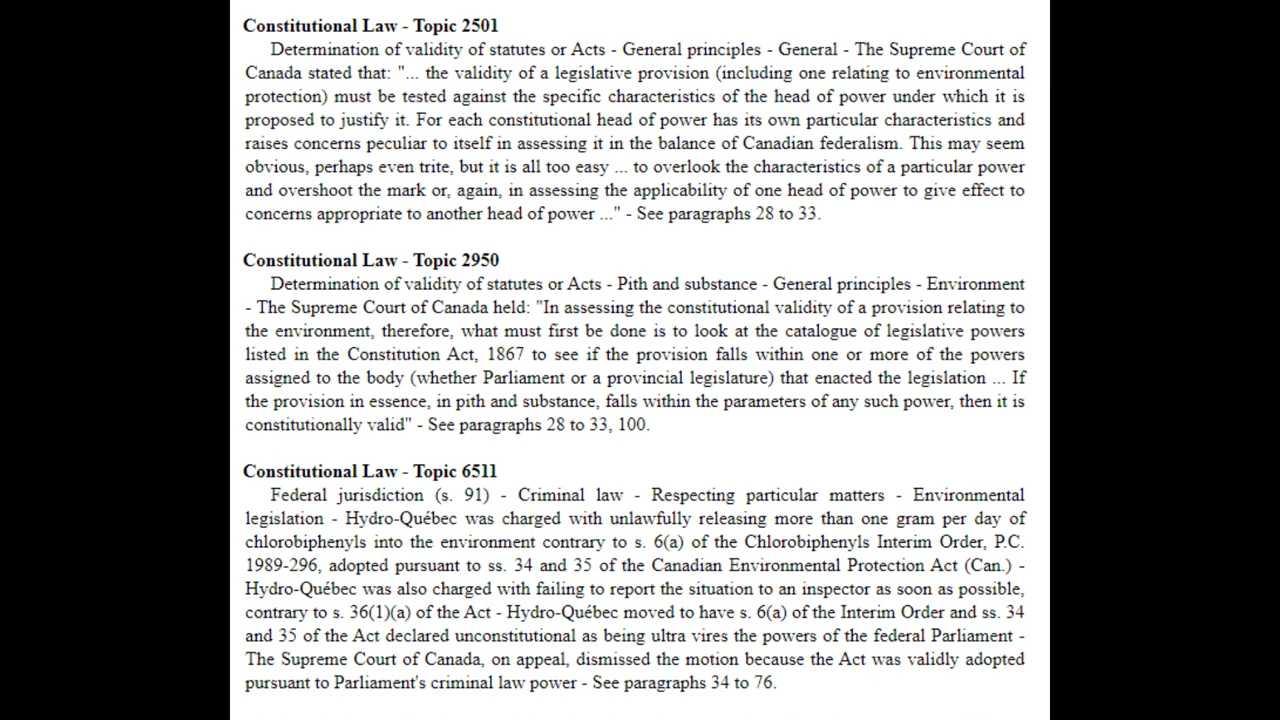 Constitutional Law - Topic 2501
Determination of validity of statutes or Acts - General principles - General - The Supreme Court of
Canada stated that: "... the validity of a legislative provision (including one relating to environmental
protection) must be tested against the specific characteristics of the head of power under which it is
proposed to justify it. For each constitutional head of power has its own particular characteristics and
raises concerns peculiar to itself in assessing it in the balance of Canadian federalism. This may seem
obvious, perhaps even trite, but it is all too easy ... to overlook the characteristics of a particular power
and overshoot the mark or, again, in assessing the applicability of one head of power to give effect to
concerns appropriate to another head of power ..." - See paragraphs 28 to 33.
Constitutional Law - Topic 2950
Determination of validity of statutes or Acts - Pith and substance - General principles - Environment
- The Supreme Court of Canada held: "In assessing the constitutional validity of a provision relating to
the environment, therefore, what must first be done is to look at the catalogue of legislative powers
listed in the Constitution Act, 1867 to see if the provision falls within one or more of the powers
assigned to the body (whether Parliament or a provincial legislature) that enacted the legislation ... If
the provision in essence, in pith and substance, falls within the parameters of any such power, then it is
constitutionally valid" - See paragraphs 28 to 33, 100.
Constitutional Law - Topic 6511
Federal jurisdiction (s. 91) - Criminal law - Respecting particular matters - Environmental
legislation - Hydro-Québec was charged with unlawfully releasing more than one gram per day of
chlorobiphenyls into the environment contrary to s. 6(a) of the Chlorobiphenyls Interim Order, P.C.
1989-296, adopted pursuant to ss. 34 and 35 of the Canadian Environmental Protection Act (Can.) -
Hydro-Québec was also charged with failing to report the situation to an inspector as soon as possible,
contrary to s. 36(1)(a) of the Act - Hydro-Québec moved to have s. 6(a) of the Interim Order and ss. 34
and 35 of the Act declared unconstitutional as being ultra vires the powers of the federal Parliament -
The Supreme Court of Canada, on appeal, dismissed the motion because the Act was validly adopted
pursuant to Parliament's criminal law power - See paragraphs 34 to 76.